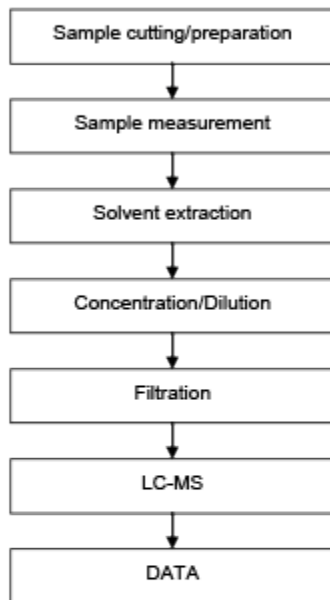 Sample cutting/preparation
Sample measurement
Solvent extraction
Concentration/Dilution
Filtration
LC-MS
DATA